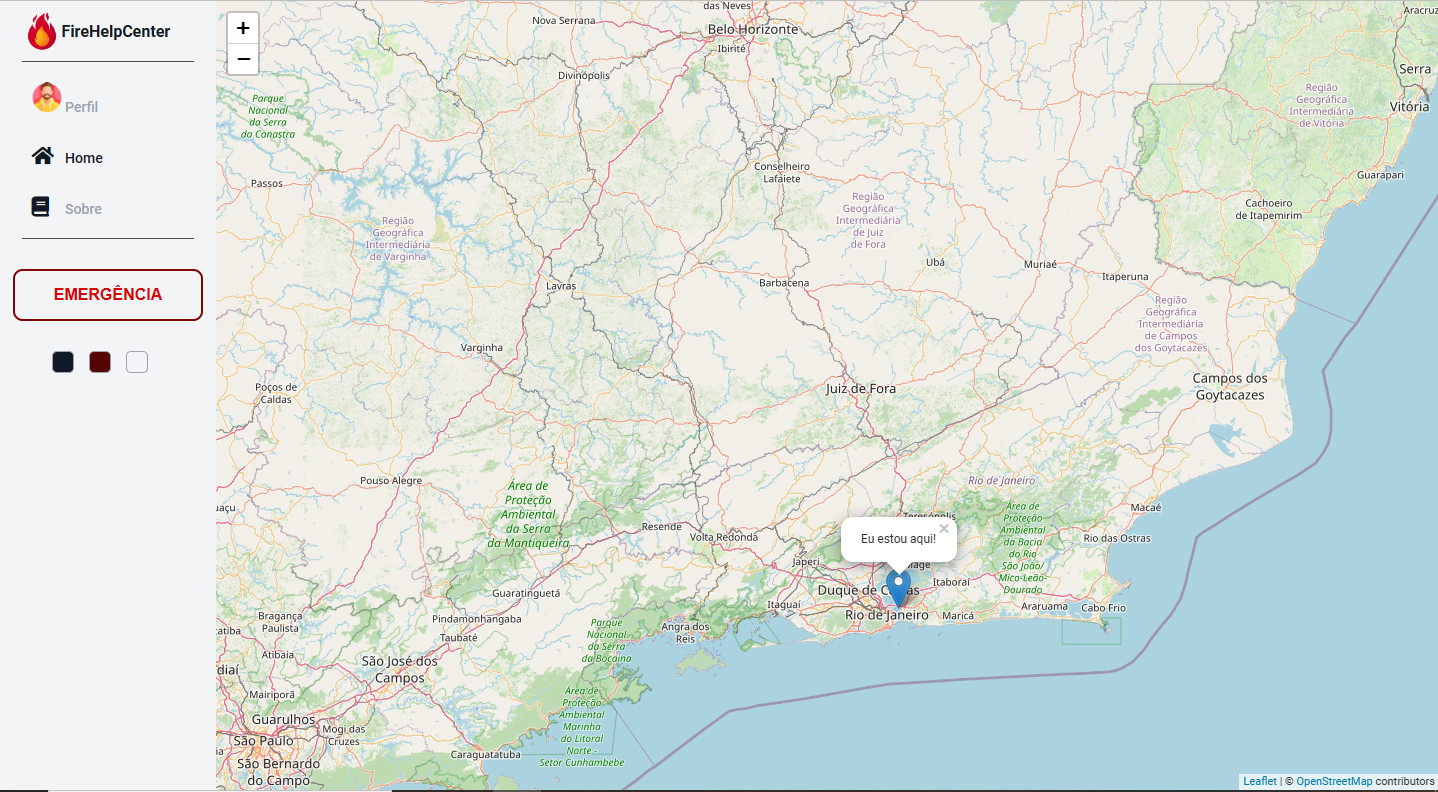 FireHelpCenter
Perfil
Home
Sobre
EMERGÊNCIA
+
−
Nova Serrana
das Neves
Belo Horizonte
Ibirité
Aracruz
Divinópolis
Serra
Vitória
Parque
Nacional
da Serra
da Canastra
Região
Geográfica
Intermediária
de Vitória
Passos
Conselheiro
Lafaiete
Guarapari
Região
Geográfica
Intermediária
de Juiz
de Fora
Cachoeiro
de Itapemirim
Região
Geográfica
Intermediária
de Varginha
Ubá
Muriaé
Itaperuna
Lavras
Barbacena
Região
Geográfica
Intermediária
de Campos
dos Goytacazes
Varginha
Poços de
Caldas
Juiz de Fora
Campos dos
Goytacazes
Pouso Alegre
Rio de Janeiro
Área de
Proteção
Ambiental
da Serra
da Mantiqueira
Área de
Proteção
Ambiental
da Bacia
do Rio
São João/
Mico-Leão-
Dourado
Macaé
Resende
Volta Redonda
Teresópolis
Eu estou aqui!
×
Rio das Ostras
Japeri
Itaboraí
Duque de Caxias
Guaratinguetá
Itaguaí
Rio de Janeiro
Maricá
Araruama
Cabo Frio
Bragança
Paulista
Pindamonhangaba
Taubaté
Parque
Nacional
da Serra
da Bocaina
Angra dos
Reis
Atibaia
São José dos
Campos
Mairiporã
Guarulhos
Mogi das
Cruzes
São Paulo
São Bernardo
do Campo
Caraguatatuba
Área de
Proteção
Ambiental
Marinha
do Litoral
Norte -
Setor Cunhambebe
Leaflet | © OpenStreetMap contributors